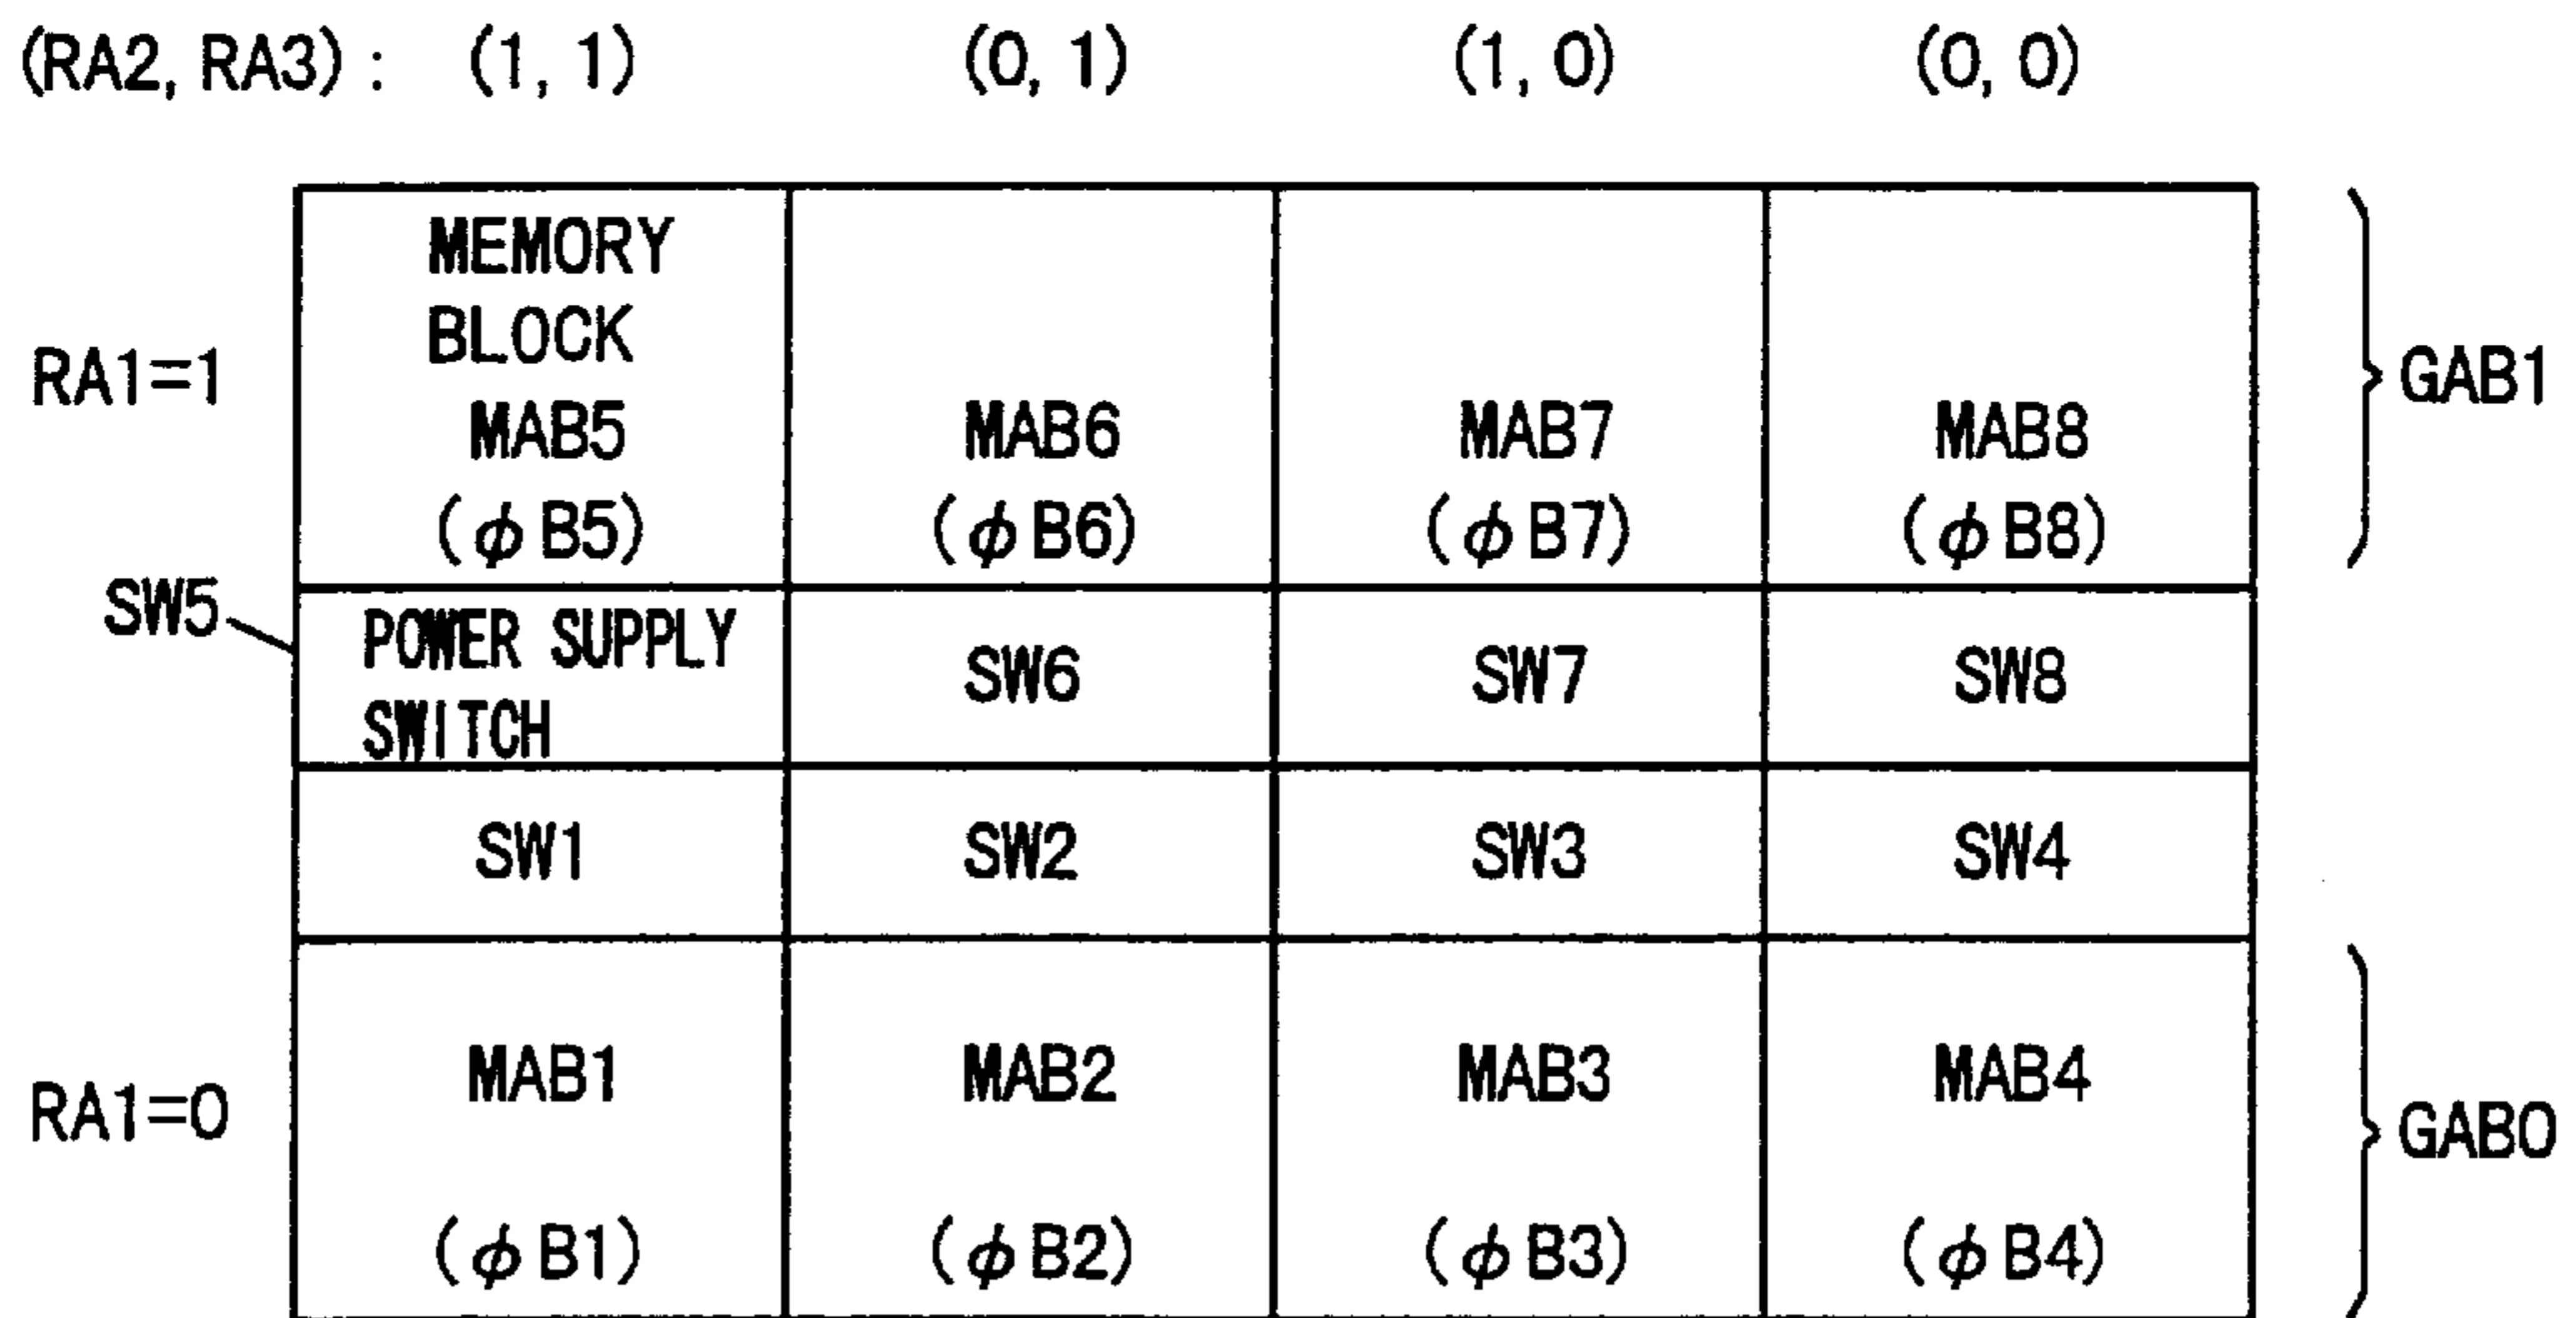 (RA2, RA3) : (1, 1) (0, 1) (1, 0) (0, 0)
MEMORY
BLOCK
RA1=1
GAB1
MAB5 MAB6 MAB7 MAB8
(φB5) (φB6) (φB7) (φB8)
SW5
POWER SUPPLY
SWITCH
SW6 SW7 SW8
SW1 SW2 SW3 SW4
MAB1 MAB2 MAB3 MAB4
RA1=0
GAB0
(φB1) (φB2) (φB3) (φB4)